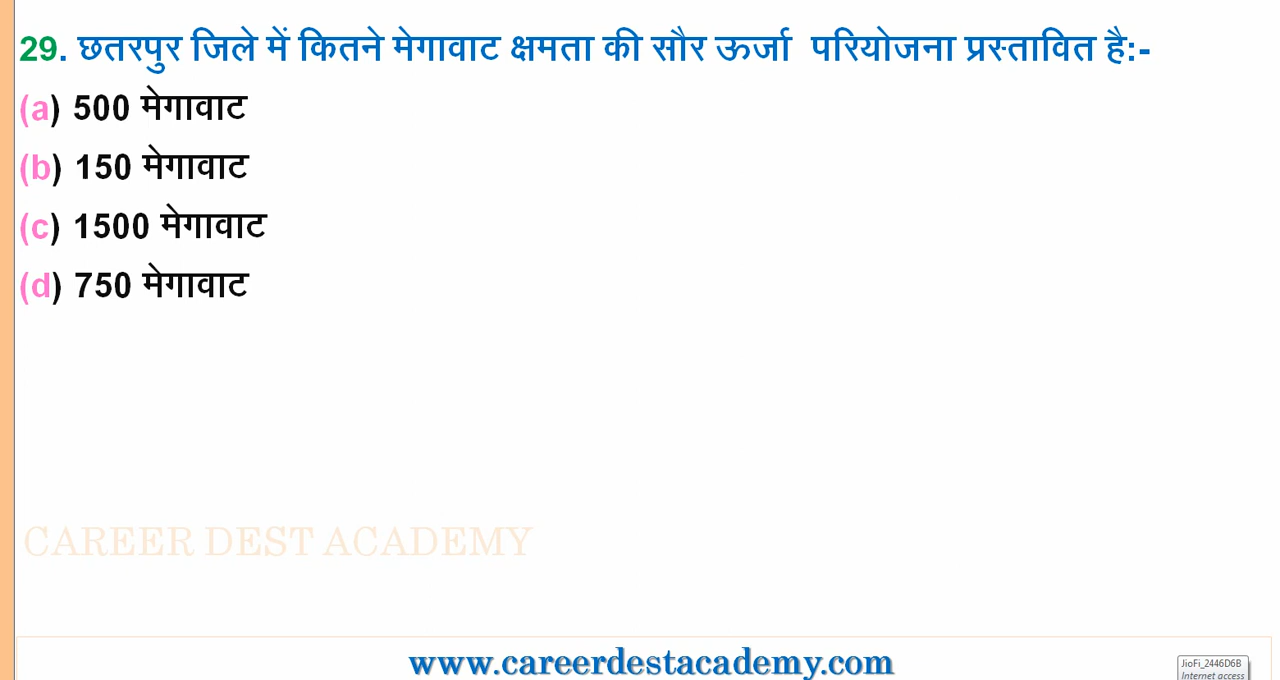 29. छतरपुर जिले में कितने मेगावाट क्षमता की सौर ऊर्जा परियोजना प्रस्तावित है:-
(a) 500 मेगावाट
(b) 150 मेगावाट
(c) 1500 मेगावाट
(d) 750 मेगावाट
CAREER DEST ACADEMY
www.careerdestacademy.com
JioFi_2446D6B
Internet access